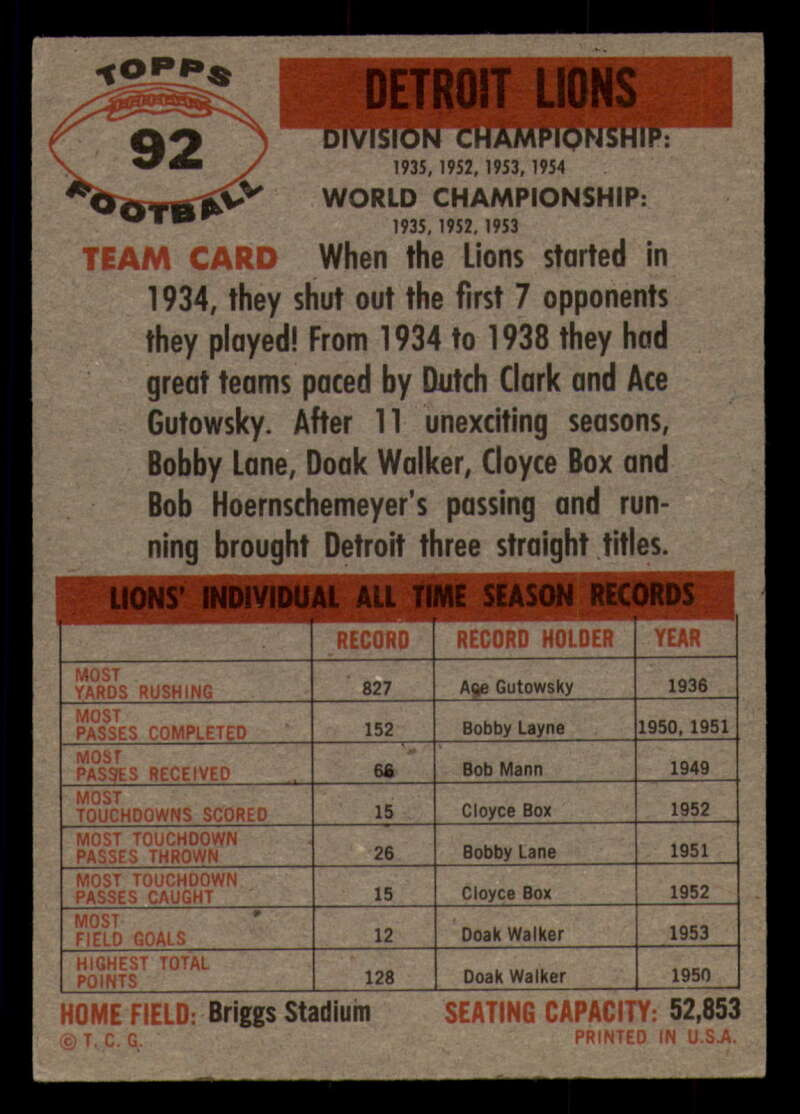 TOPPS
92
FOOTBALL
DETROIT LIONS
DIVISION CHAMPIONSHIP:
1935, 1952, 1953, 1954
WORLD CHAMPIONSHIP:
1935, 1952, 1953
TEAM CARD When the Lions started in
1934, they shut out the first 7 opponents
they played! From 1934 to 1938 they had
great teams paced by Dutch Clark and Ace
Gutowsky. After 11 unexciting seasons,
Bobby Lane, Doak Walker, Cloyce Box and
Bob Hoernschemeyer's passing and run-
ning brought Detroit three straight titles.
LIONS' INDIVIDUAL ALL TIME SEASON RECORDS
RECORD RECORD HOLDER YEAR
MOST
YARDS RUSHING 827 Ace Gutowsky 1936
MOST
PASSES COMPLETED 152 Bobby Layne 1950, 1951
MOST
PASSES RECEIVED 66 Bob Mann 1949
MOST
TOUCHDOWNS SCORED 15 Cloyce Box 1952
MOST TOUCHDOWN
PASSES THROWN 26 Bobby Lane 1951
MOST TOUCHDOWN
PASSES CAUGHT 15 Cloyce Box 1952
MOST
FIELD GOALS 12 Doak Walker 1953
HIGHEST TOTAL
POINTS 128 Doak Walker 1950
HOME FIELD: Briggs Stadium SEATING CAPACITY: 52,853
© T. C. G. PRINTED IN U.S.A.